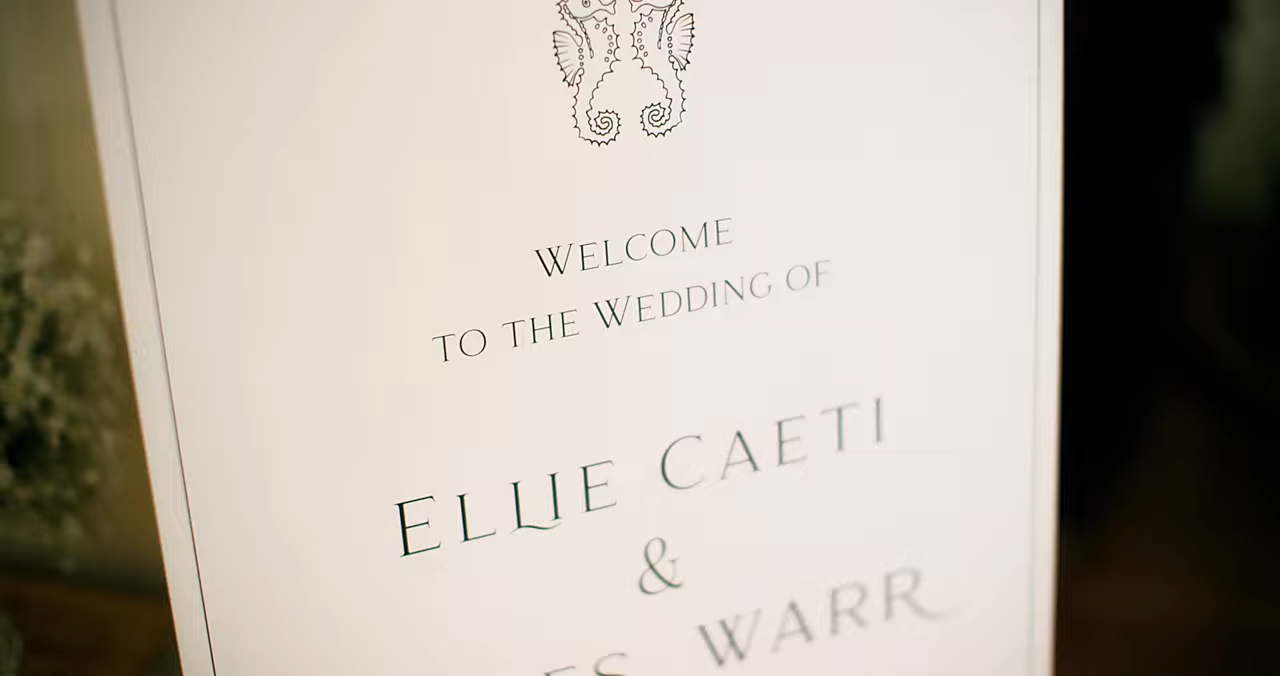 WELCOME
TO THE WEDDING OF
ELLIE CAETI
&
WARR